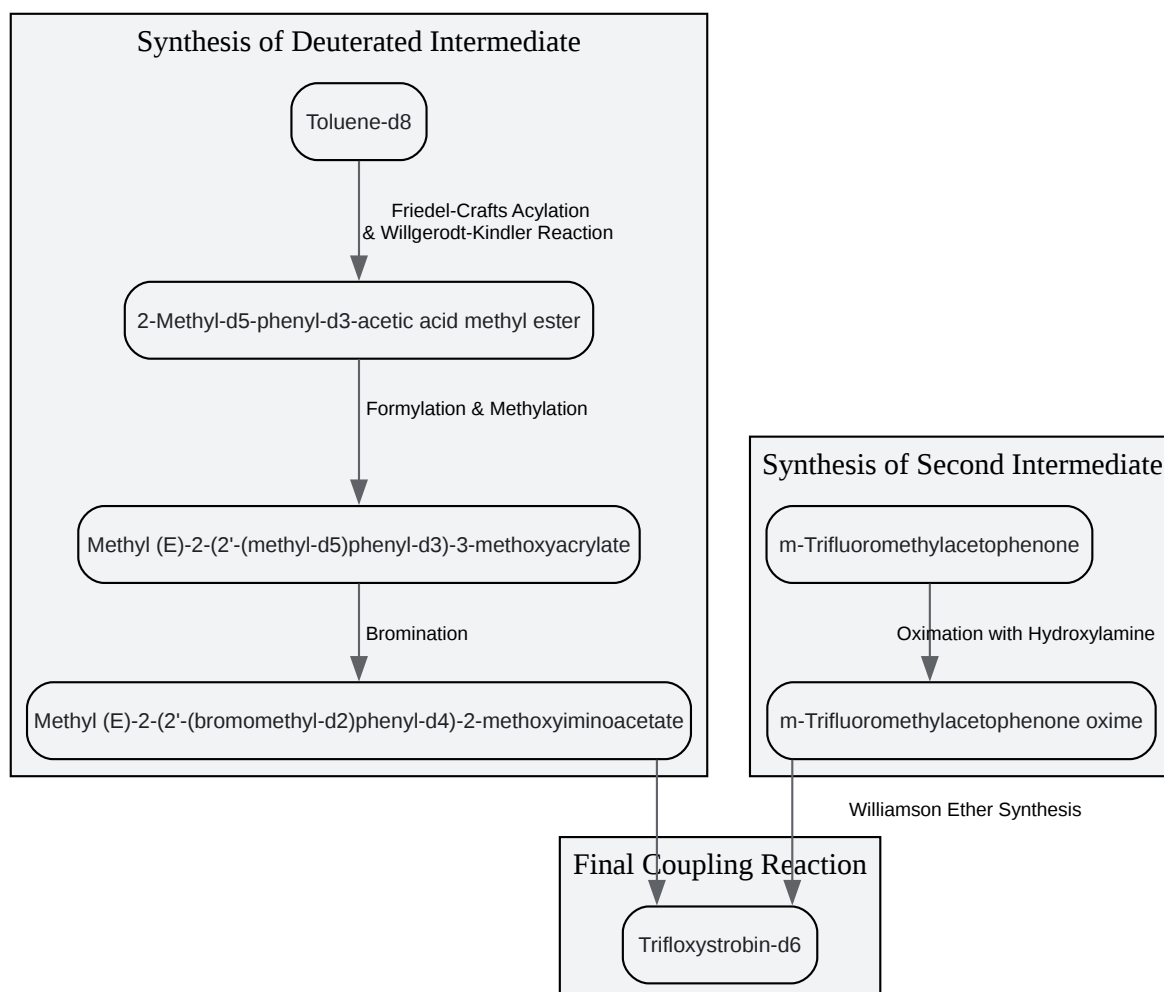 Synthesis of Deuterated Intermediate
Toluene-d8
Friedel-Crafts Acylation
& Willgerodt-Kindler Reaction
2-Methyl-d5-phenyl-d3-acetic acid methyl ester
Formylation & Methylation
Methyl (E)-2-(2'-(methyl-d5)phenyl-d3)-3-methoxyacrylate
Bromination
Methyl (E)-2-(2'-(bromomethyl-d2)phenyl-d4)-2-methoxyiminoacetate
Synthesis of Second Intermediate
m-Trifluoromethylacetophenone
Oximation with Hydroxylamine
m-Trifluoromethylacetophenone oxime
Williamson Ether Synthesis
Final Coupling Reaction
Trifloxystrobin-d6